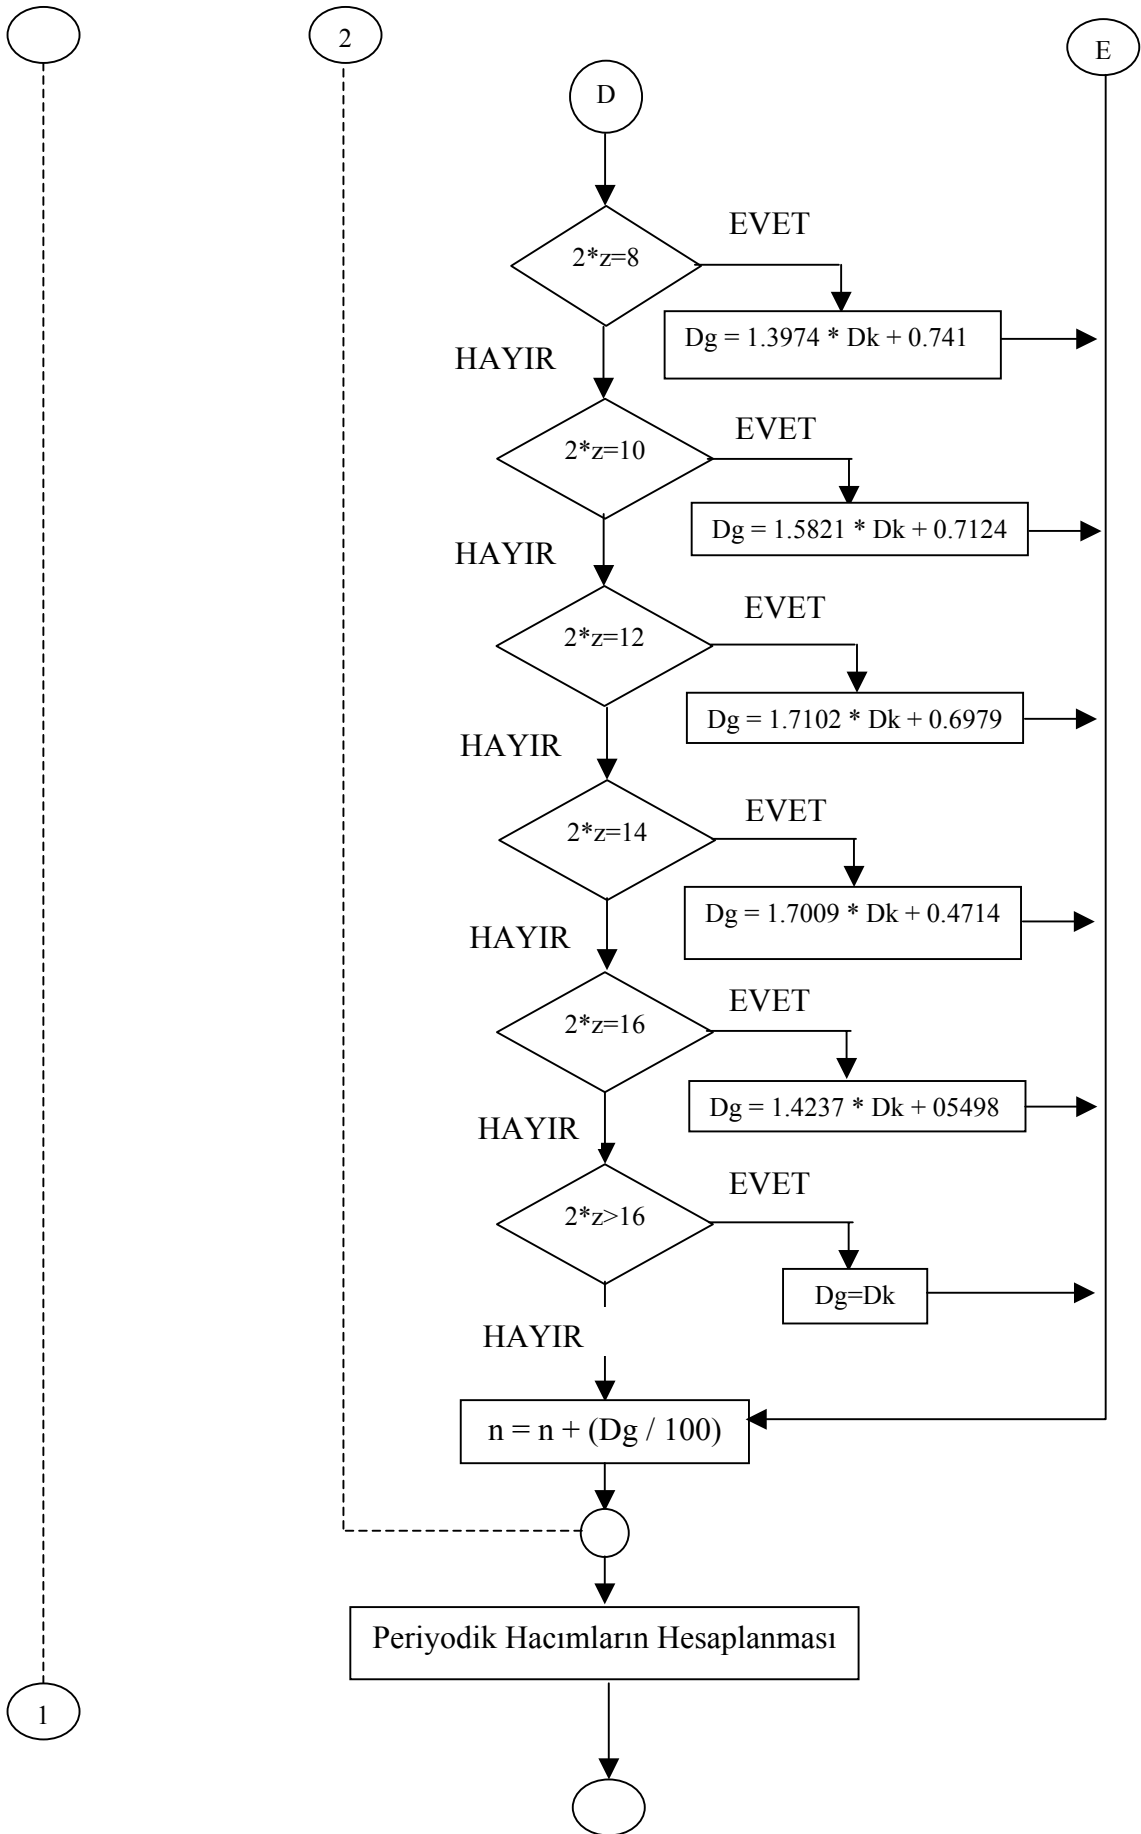 2
E
D
EVET
2*z=8
Dg = 1.3974 * Dk + 0.741
HAYIR
EVET
2*z=10
Dg = 1.5821 * Dk + 0.7124
HAYIR
EVET
2*z=12
Dg = 1.7102 * Dk + 0.6979
HAYIR
EVET
2*z=14
Dg = 1.7009 * Dk + 0.4714
HAYIR
EVET
2*z=16
Dg = 1.4237 * Dk + 05498
HAYIR
EVET
2*z>16
Dg=Dk
HAYIR
n = n + (Dg / 100)
Periyodik Hacımların Hesaplanması
1